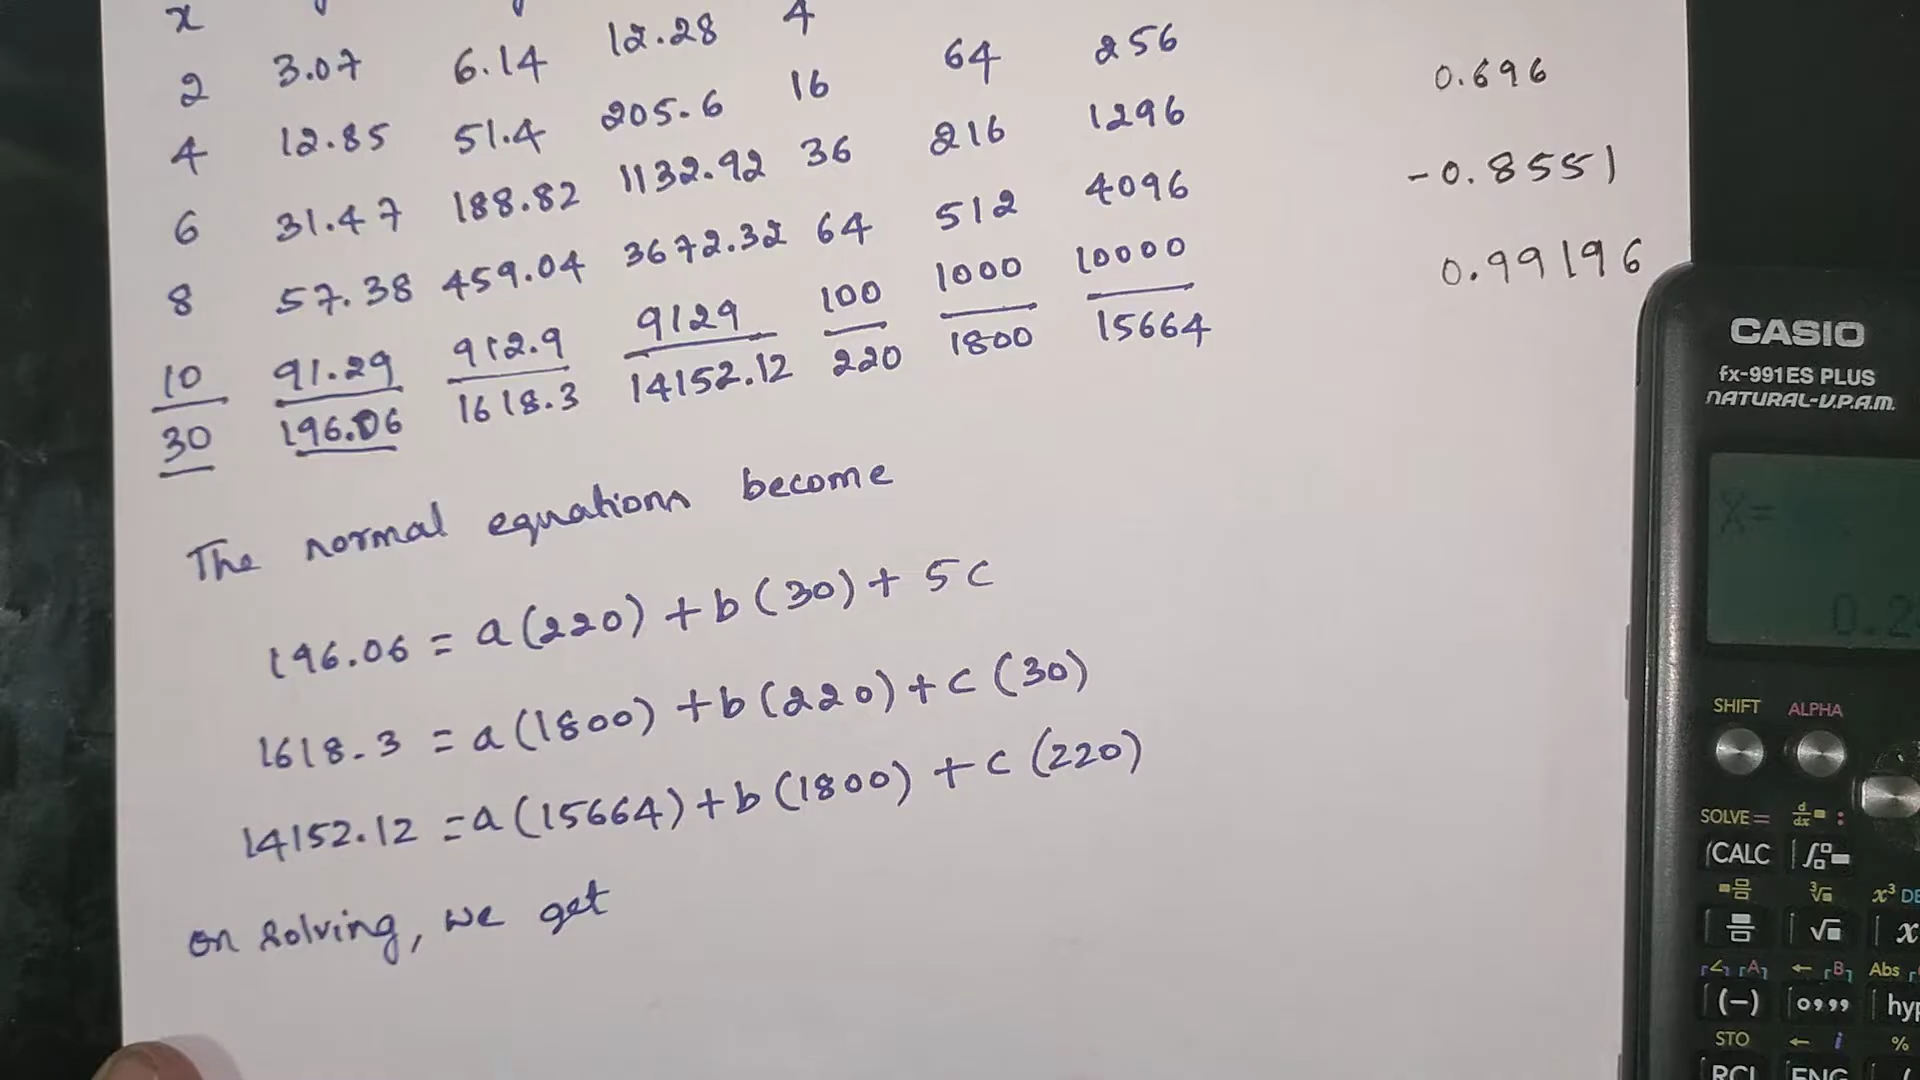 x
2 3.07 6.14 12.28 4
4 12.85 51.4 205.6 16 64 256
6 31.47 188.82 1132.92 36 216 1296
8 57.38 459.04 3672.32 64 512 4096
10 91.29 912.9 9129 100 1000 10000
30 196.06 1618.3 14152.12 220 1800 15664
The normal equations become
196.06 = a(220) + b(30) + 5c
1618.3 = a(1800) + b(220) + c(30)
14152.12 = a(15664) + b(1800) + c(220)
on solving, we get
0.696
-0.8551
0.99196
CASIO
fx-991ES PLUS
NATURAL-V.P.A.M.
X=
0.2
SHIFT ALPHA
SOLVE = d/dx :
CALC
∛ x³ DE
√ x
∠ A ← B Abs
(-) o,,, hyp
STO ← i %
RCL ENG (